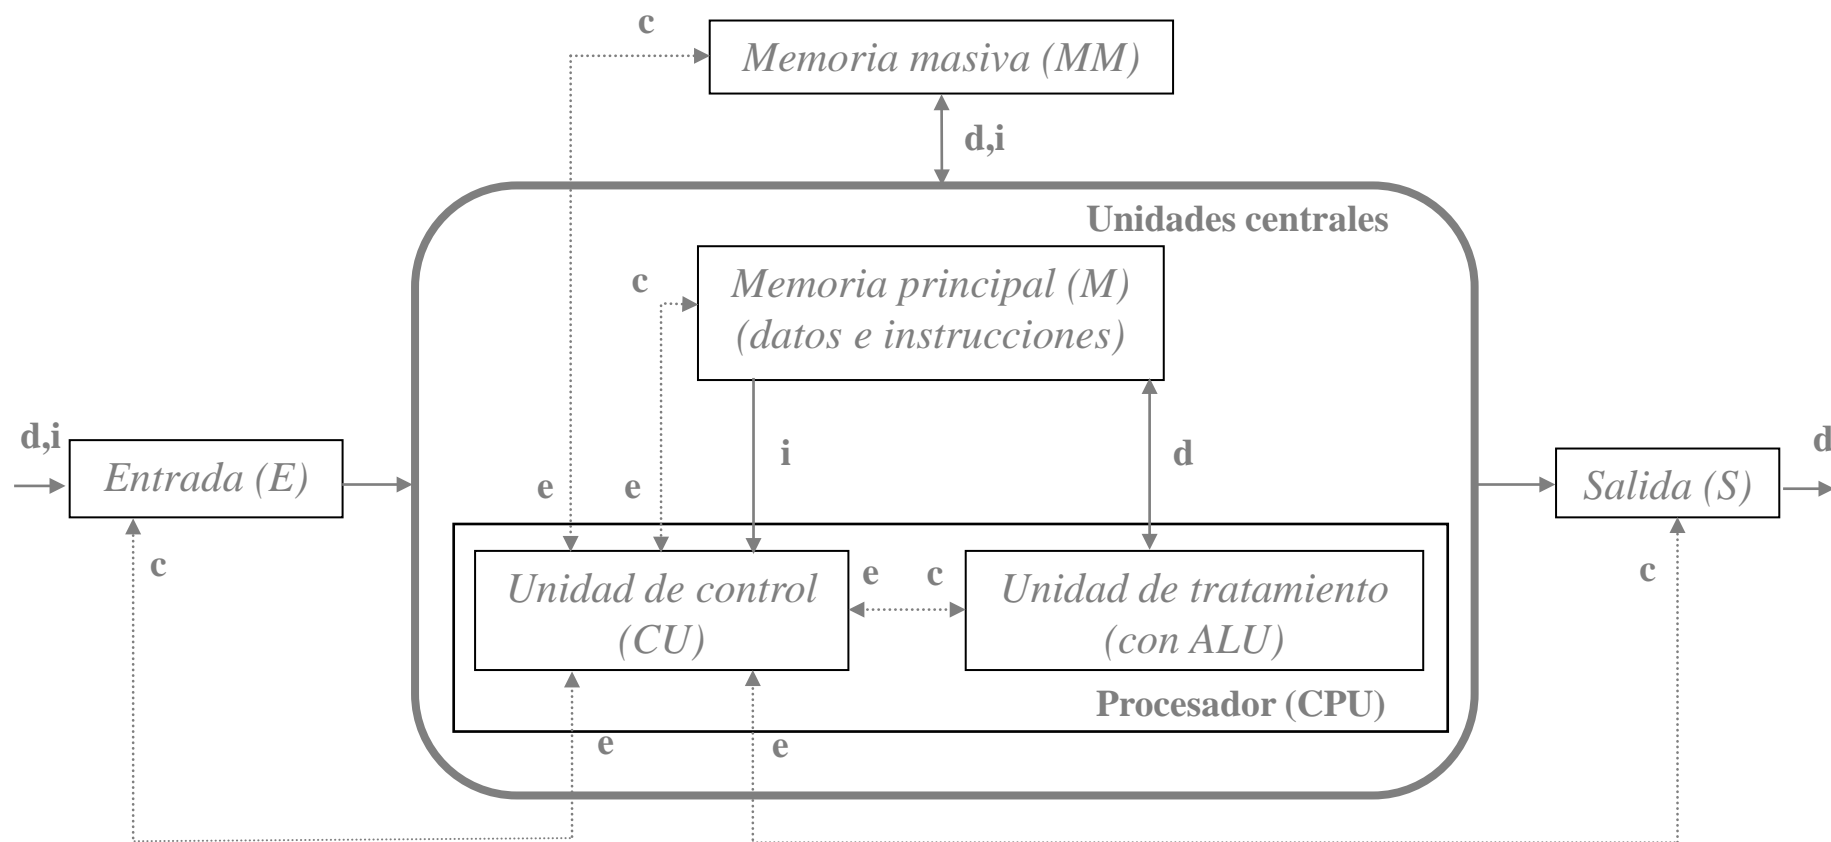 c
Memoria masiva (MM)
d,i
Unidades centrales
c
Memoria principal (M)
(datos e instrucciones)
d,i
Entrada (E)
e
e
i
d
Salida (S)
d
c
Unidad de control
(CU)
e
c
Unidad de tratamiento
(con ALU)
c
Procesador (CPU)
e
e